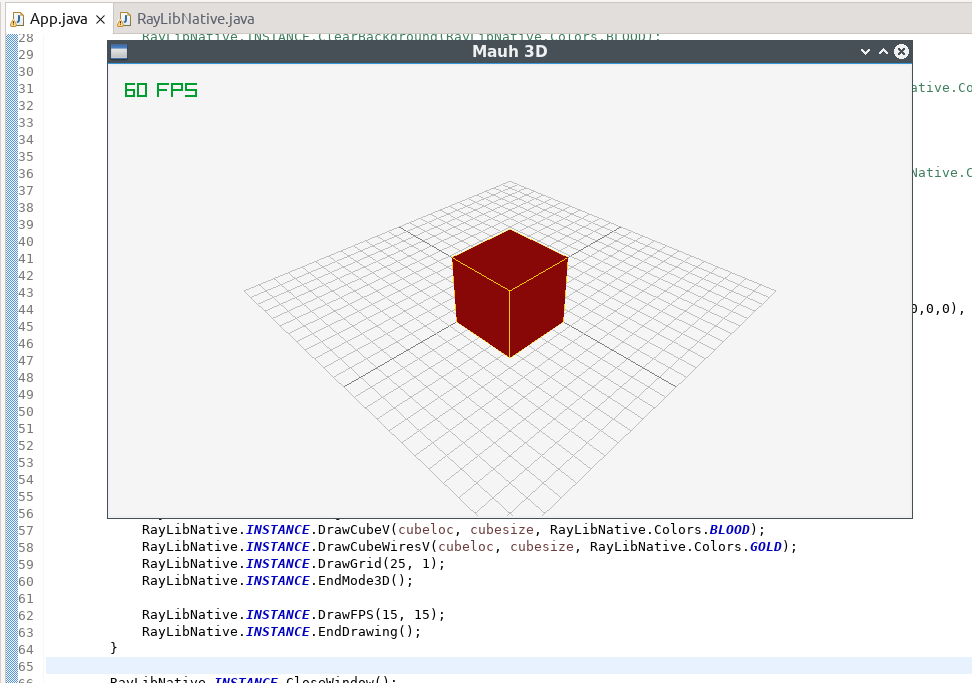 App.java RayLibNative.java
28 RayLibNative.INSTANCE.ClearBackground(RayLibNative.Colors.BLOOD);
29 Mauh 3D
30
31 60 FPS ative.Co
32
33
34
35
36 Native.C
37
38
39
40
41
42
43
44 0,0,0),
45
46
47
48
49
50
51
52
53
54
55
56
57 RayLibNative.INSTANCE.DrawCubeV(cubeloc, cubesize, RayLibNative.Colors.BLOOD);
58 RayLibNative.INSTANCE.DrawCubeWiresV(cubeloc, cubesize, RayLibNative.Colors.GOLD);
59 RayLibNative.INSTANCE.DrawGrid(25, 1);
60 RayLibNative.INSTANCE.EndMode3D();
61
62 RayLibNative.INSTANCE.DrawFPS(15, 15);
63 RayLibNative.INSTANCE.EndDrawing();
64 }
65
66 RayLibNative.INSTANCE.CloseWindow();